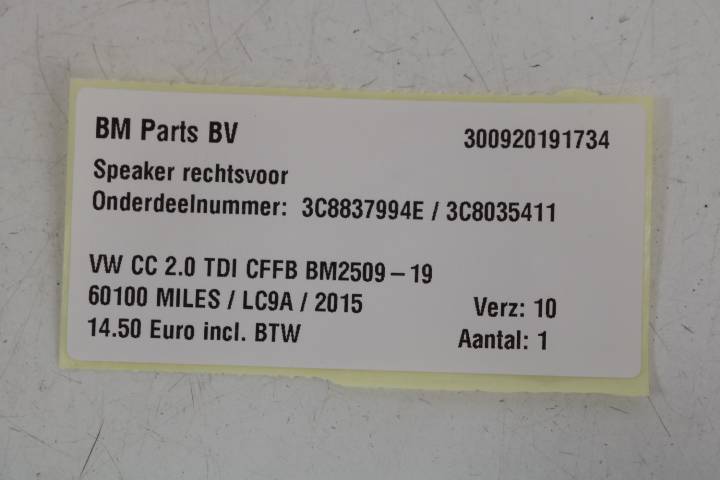 BM Parts BV 300920191734
Speaker rechtsvoor
Onderdeelnummer: 3C8837994E / 3C8035411
VW CC 2.0 TDI CFFB BM2509-19
60100 MILES / LC9A / 2015 Verz: 10
14.50 Euro incl. BTW Aantal: 1